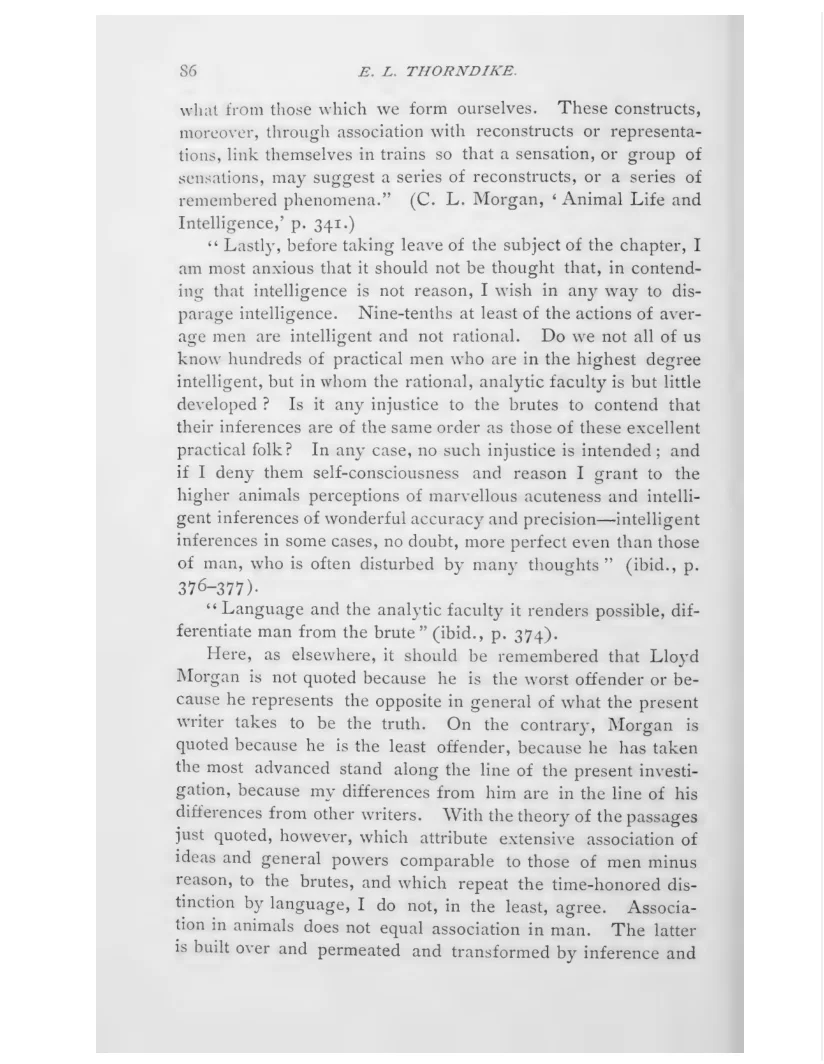 86 E. L. THORNDIKE.
what from those which we form ourselves. These constructs,
moreover, through association with reconstructs or representa-
tions, link themselves in trains so that a sensation, or group of
sensations, may suggest a series of reconstructs, or a series of
remembered phenomena.” (C. L. Morgan, ‘ Animal Life and
Intelligence,’ p. 341.)
“ Lastly, before taking leave of the subject of the chapter, I
am most anxious that it should not be thought that, in contend-
ing that intelligence is not reason, I wish in any way to dis-
parage intelligence. Nine-tenths at least of the actions of aver-
age men are intelligent and not rational. Do we not all of us
know hundreds of practical men who are in the highest degree
intelligent, but in whom the rational, analytic faculty is but little
developed ? Is it any injustice to the brutes to contend that
their inferences are of the same order as those of these excellent
practical folk? In any case, no such injustice is intended ; and
if I deny them self-consciousness and reason I grant to the
higher animals perceptions of marvellous acuteness and intelli-
gent inferences of wonderful accuracy and precision—intelligent
inferences in some cases, no doubt, more perfect even than those
of man, who is often disturbed by many thoughts ” (ibid., p.
376–377).
“ Language and the analytic faculty it renders possible, dif-
ferentiate man from the brute ” (ibid., p. 374).
Here, as elsewhere, it should be remembered that Lloyd
Morgan is not quoted because he is the worst offender or be-
cause he represents the opposite in general of what the present
writer takes to be the truth. On the contrary, Morgan is
quoted because he is the least offender, because he has taken
the most advanced stand along the line of the present investi-
gation, because my differences from him are in the line of his
differences from other writers. With the theory of the passages
just quoted, however, which attribute extensive association of
ideas and general powers comparable to those of men minus
reason, to the brutes, and which repeat the time-honored dis-
tinction by language, I do not, in the least, agree. Associa-
tion in animals does not equal association in man. The latter
is built over and permeated and transformed by inference and